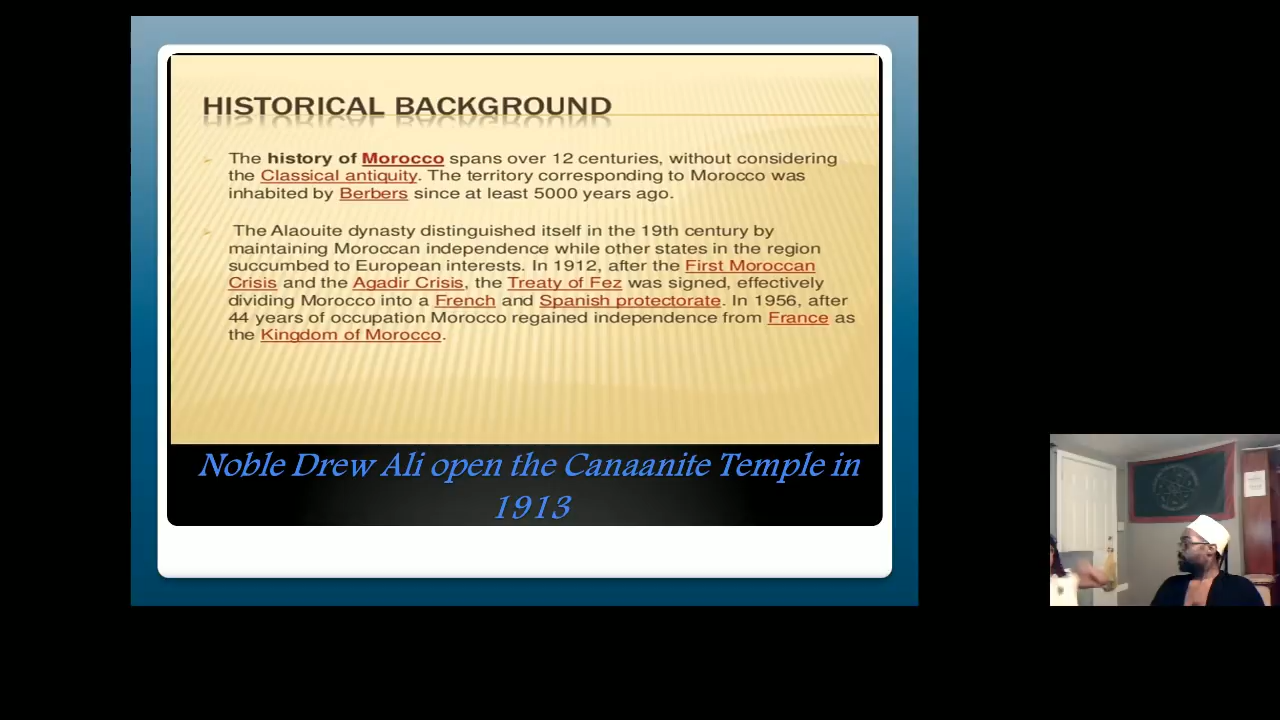 HISTORICAL BACKGROUND
The history of Morocco spans over 12 centuries, without considering
the Classical antiquity. The territory corresponding to Morocco was
inhabited by Berbers since at least 5000 years ago.
The Alaouite dynasty distinguished itself in the 19th century by
maintaining Moroccan independence while other states in the region
succumbed to European interests. In 1912, after the First Moroccan
Crisis and the Agadir Crisis, the Treaty of Fez was signed, effectively
dividing Morocco into a French and Spanish protectorate. In 1956, after
44 years of occupation Morocco regained independence from France as
the Kingdom of Morocco.
Noble Drew Ali open the Canaanite Temple in
1913